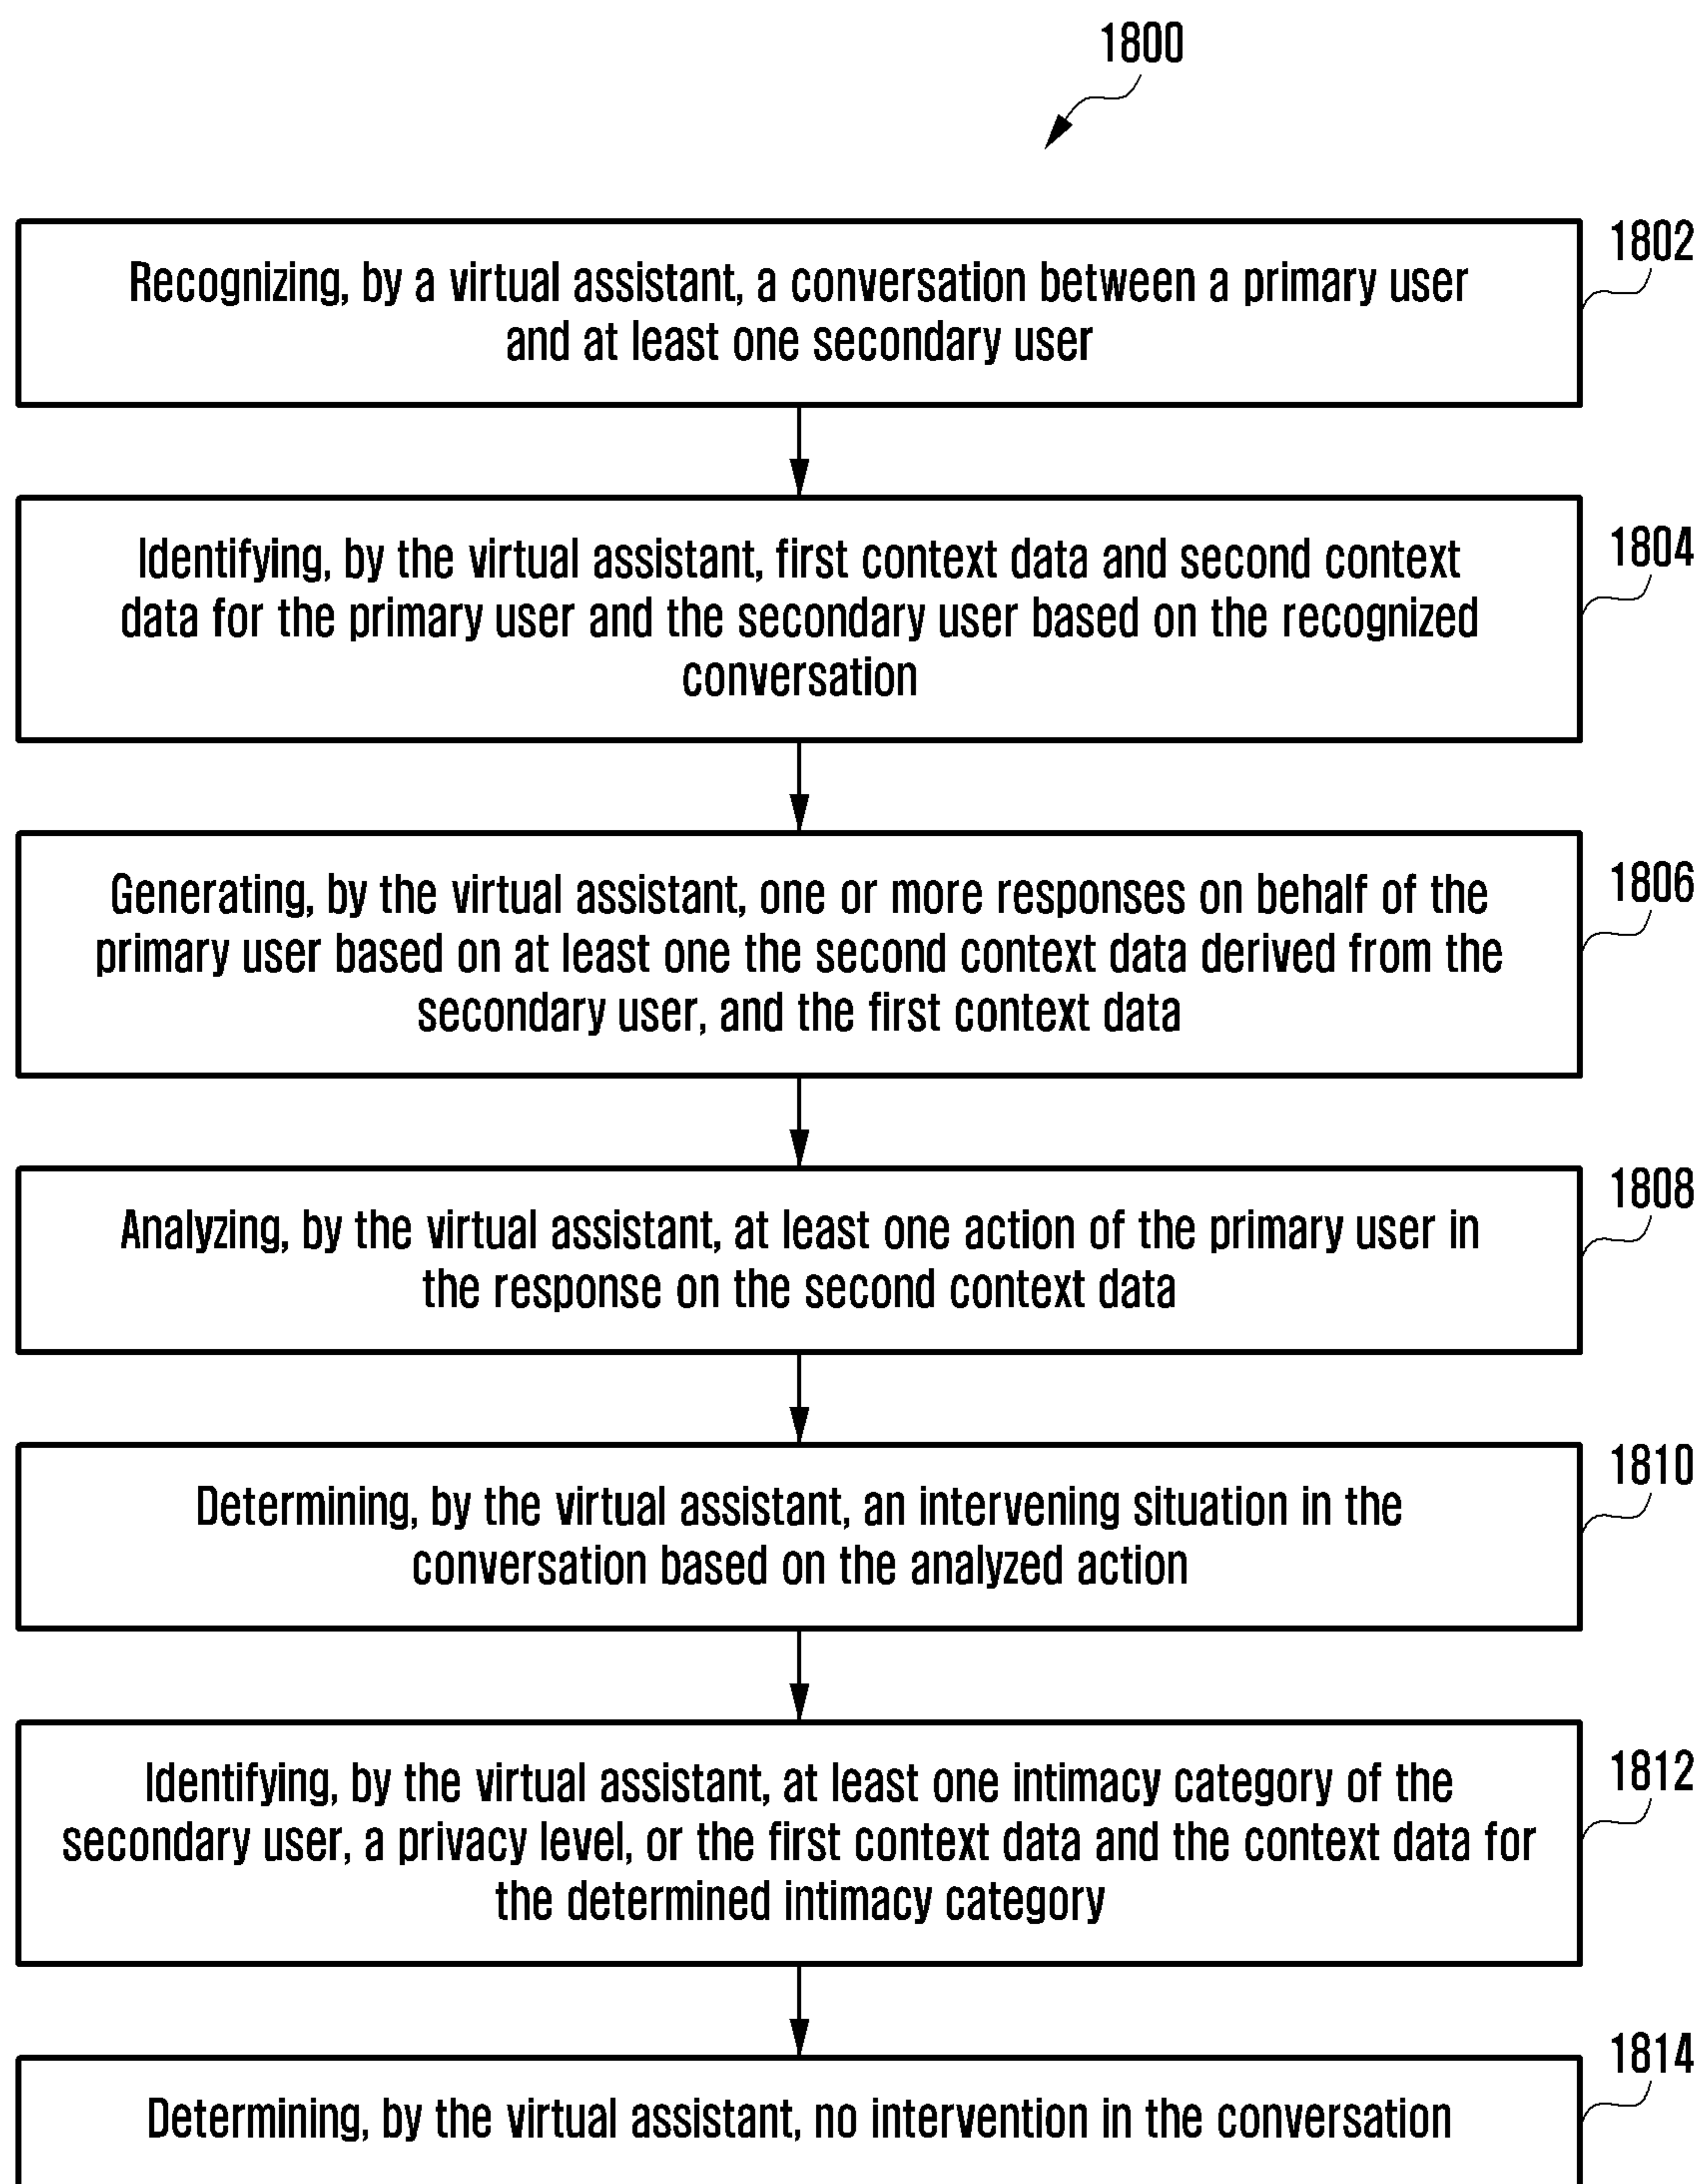 1800
1802
Recognizing, by a virtual assistant, a conversation between a primary user
and at least one secondary user
1804
Identifying, by the virtual assistant, first context data and second context
data for the primary user and the secondary user based on the recognized
conversation
1806
Generating, by the virtual assistant, one or more responses on behalf of the
primary user based on at least one the second context data derived from the
secondary user, and the first context data
1808
Analyzing, by the virtual assistant, at least one action of the primary user in
the response on the second context data
1810
Determining, by the virtual assistant, an intervening situation in the
conversation based on the analyzed action
1812
Identifying, by the virtual assistant, at least one intimacy category of the
secondary user, a privacy level, or the first context data and the context data for
the determined intimacy category
1814
Determining, by the virtual assistant, no intervention in the conversation